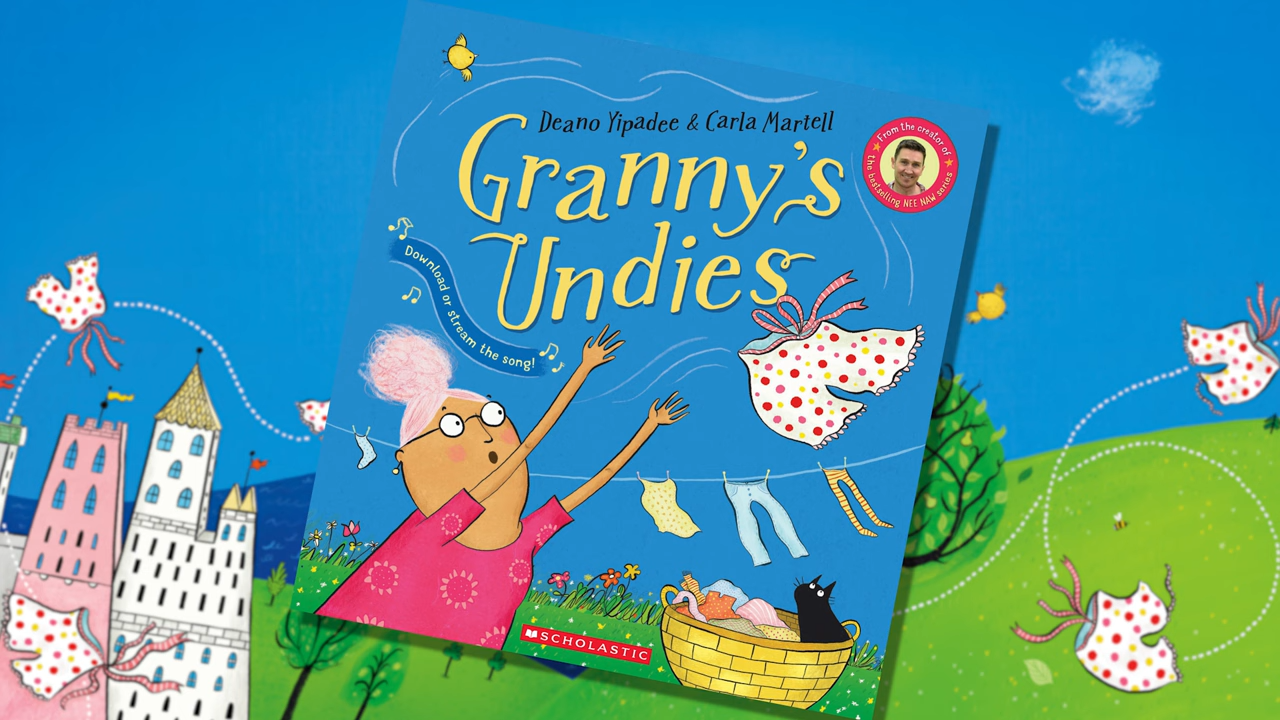 Deano Yipadee & Carla Martell
Granny's
Undies
From the creator of
the bestselling NEE NAW series
Download or stream the song!
SCHOLASTIC